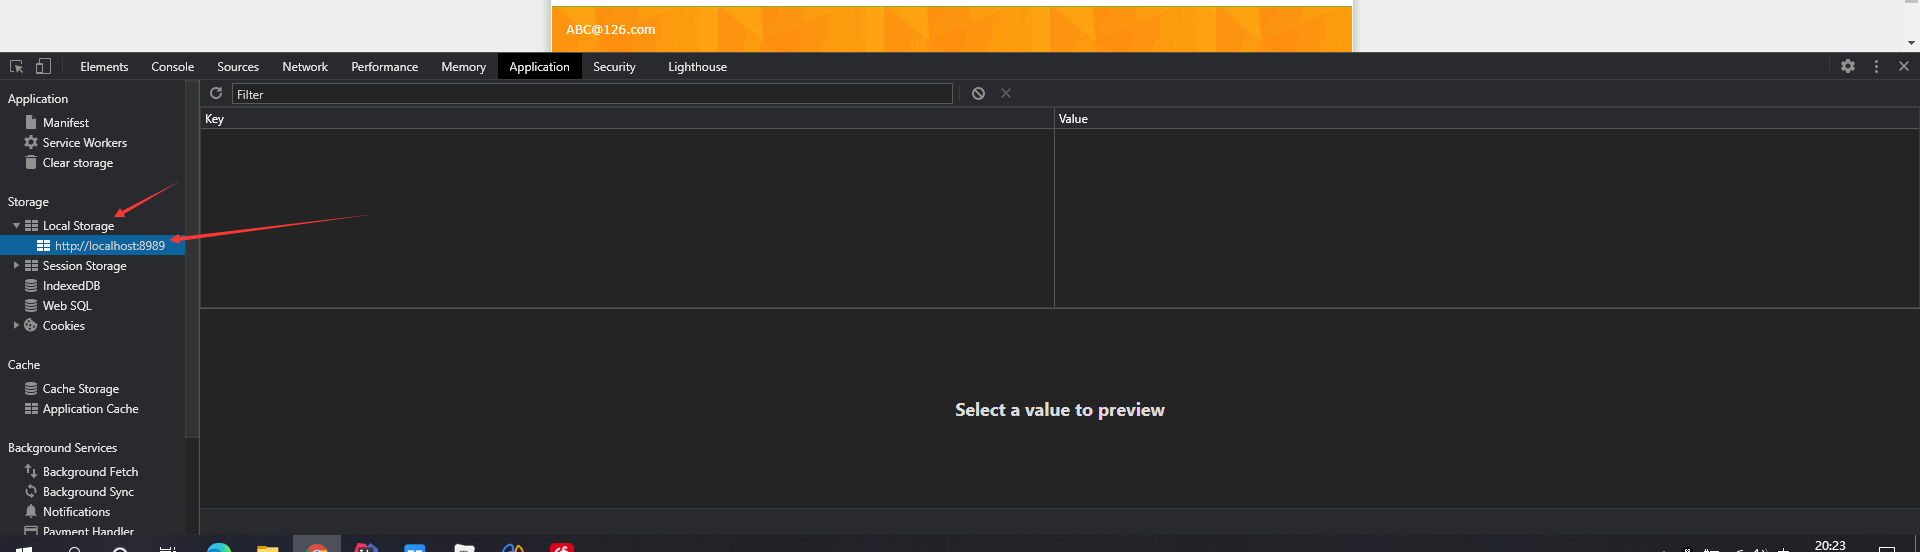 ABC@126.com
Elements Console Sources Network Performance Memory Application Security Lighthouse
Application
Filter
Manifest
Service Workers
Clear storage
Key Value
Storage
Local Storage
http://localhost:8989
Session Storage
IndexedDB
Web SQL
Cookies
Cache
Cache Storage
Application Cache
Select a value to preview
Background Services
Background Fetch
Background Sync
Notifications
Payment Handler
20:23